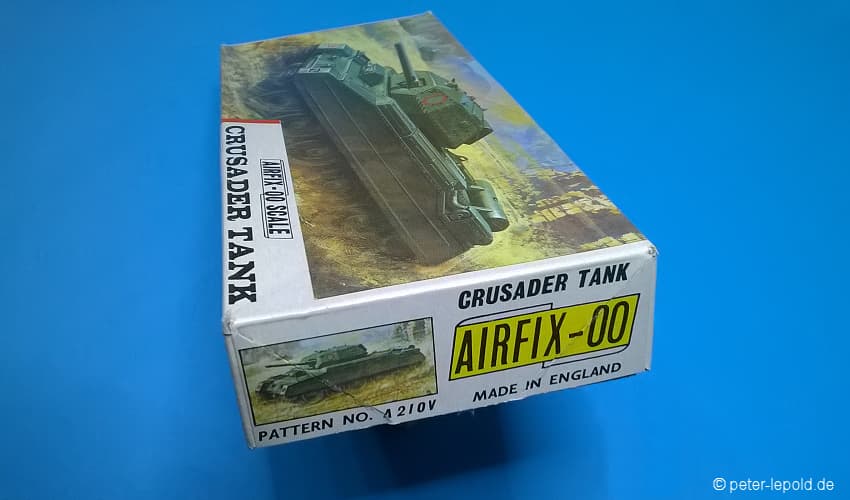 CRUSADER TANK
AIRFIX-00 SCALE
CRUSADER TANK
AIRFIX-00
MADE IN ENGLAND
PATTERN NO. A210V
© peter-lepold.de